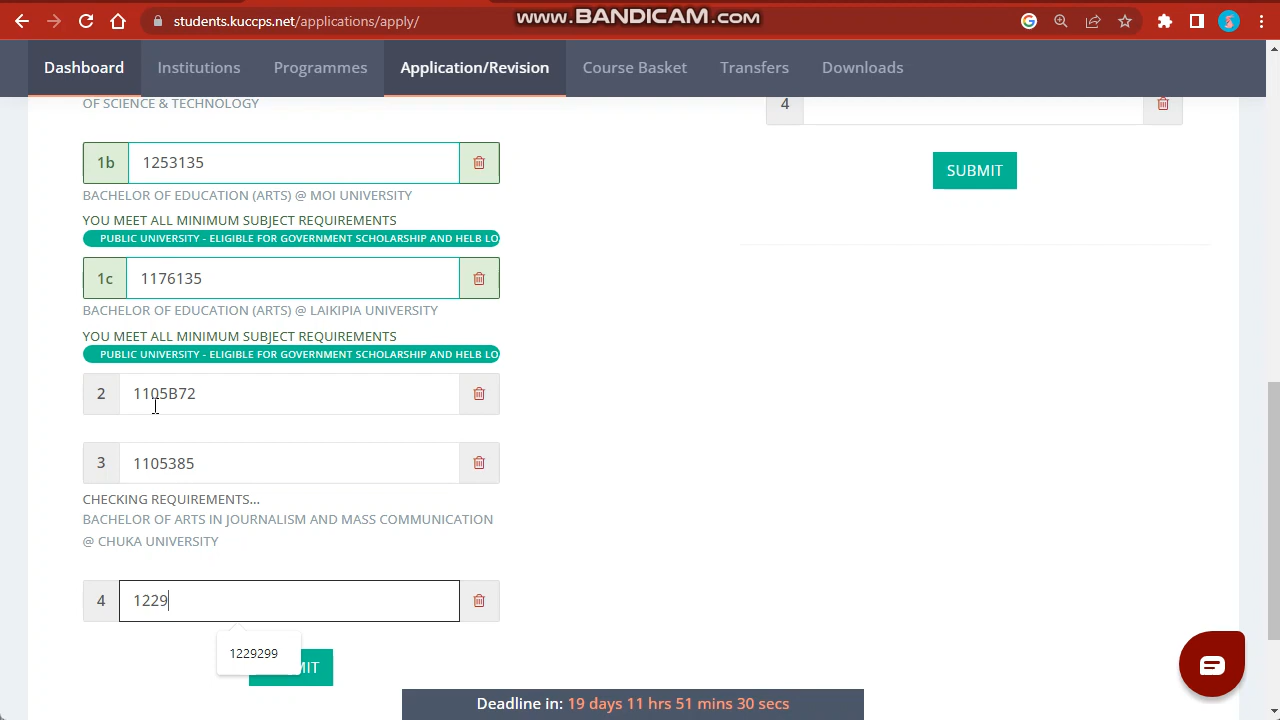 students.kuccps.net/applications/apply/
www.BANDICAM.com
Dashboard Institutions Programmes Application/Revision Course Basket Transfers Downloads
OF SCIENCE & TECHNOLOGY
1b 1253135
BACHELOR OF EDUCATION (ARTS) @ MOI UNIVERSITY
YOU MEET ALL MINIMUM SUBJECT REQUIREMENTS
PUBLIC UNIVERSITY - ELIGIBLE FOR GOVERNMENT SCHOLARSHIP AND HELB LO
1c 1176135
BACHELOR OF EDUCATION (ARTS) @ LAIKIPIA UNIVERSITY
YOU MEET ALL MINIMUM SUBJECT REQUIREMENTS
PUBLIC UNIVERSITY - ELIGIBLE FOR GOVERNMENT SCHOLARSHIP AND HELB LO
2 1105B72
3 1105385
CHECKING REQUIREMENTS...
BACHELOR OF ARTS IN JOURNALISM AND MASS COMMUNICATION
@ CHUKA UNIVERSITY
4 1229
1229299
MIT
4
SUBMIT
Deadline in: 19 days 11 hrs 51 mins 30 secs